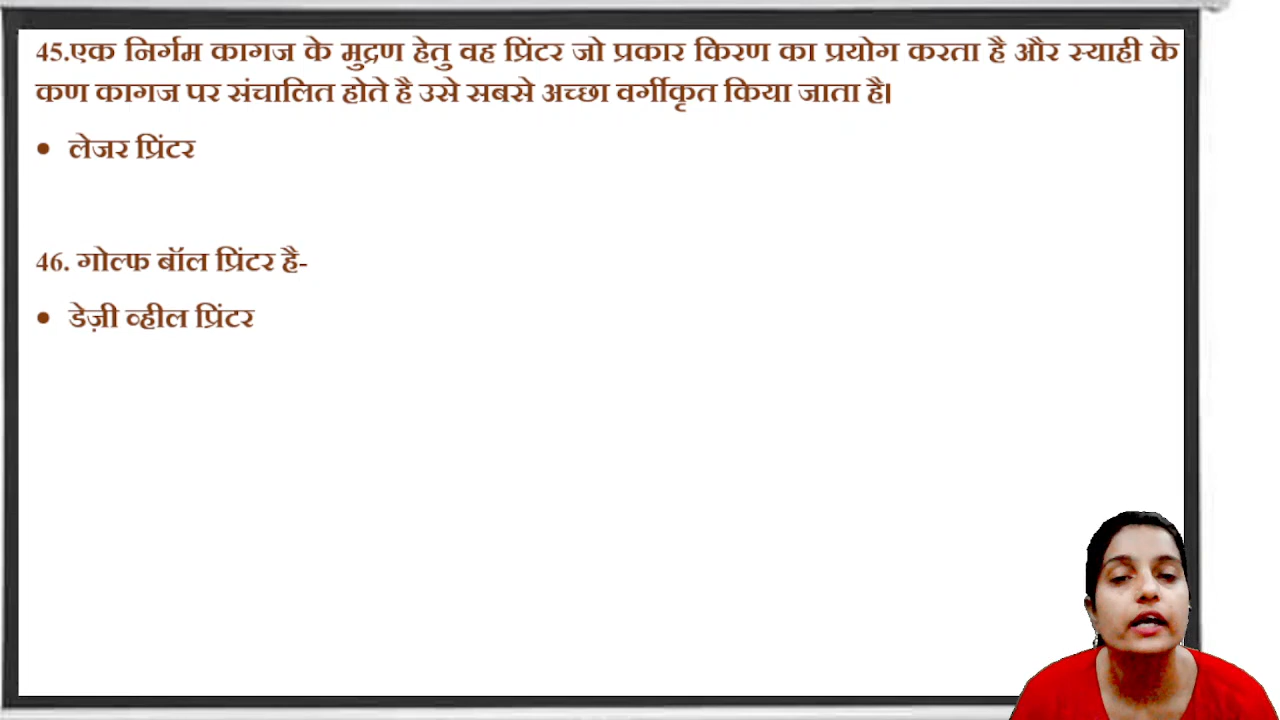 45.एक निर्गम कागज के मुद्रण हेतु वह प्रिंटर जो प्रकार किरण का प्रयोग करता है और स्याही के
कण कागज पर संचालित होते है उसे सबसे अच्छा वर्गीकृत किया जाता है।
• लेजर प्रिंटर
46. गोल्फ बॉल प्रिंटर है-
• डेज़ी व्हील प्रिंटर